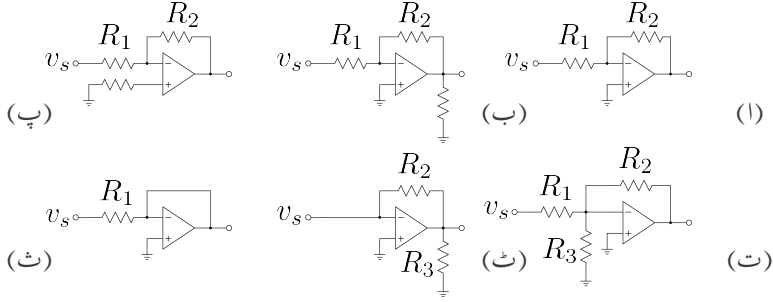 R₁ R₂ vₛ − + (ا)
R₁ R₂ vₛ − + (ب)
R₁ R₂ vₛ − + (پ)
R₁ R₂ vₛ R₃ − + (ت)
R₂ vₛ R₃ − + (ٹ)
R₁ vₛ − + (ث)